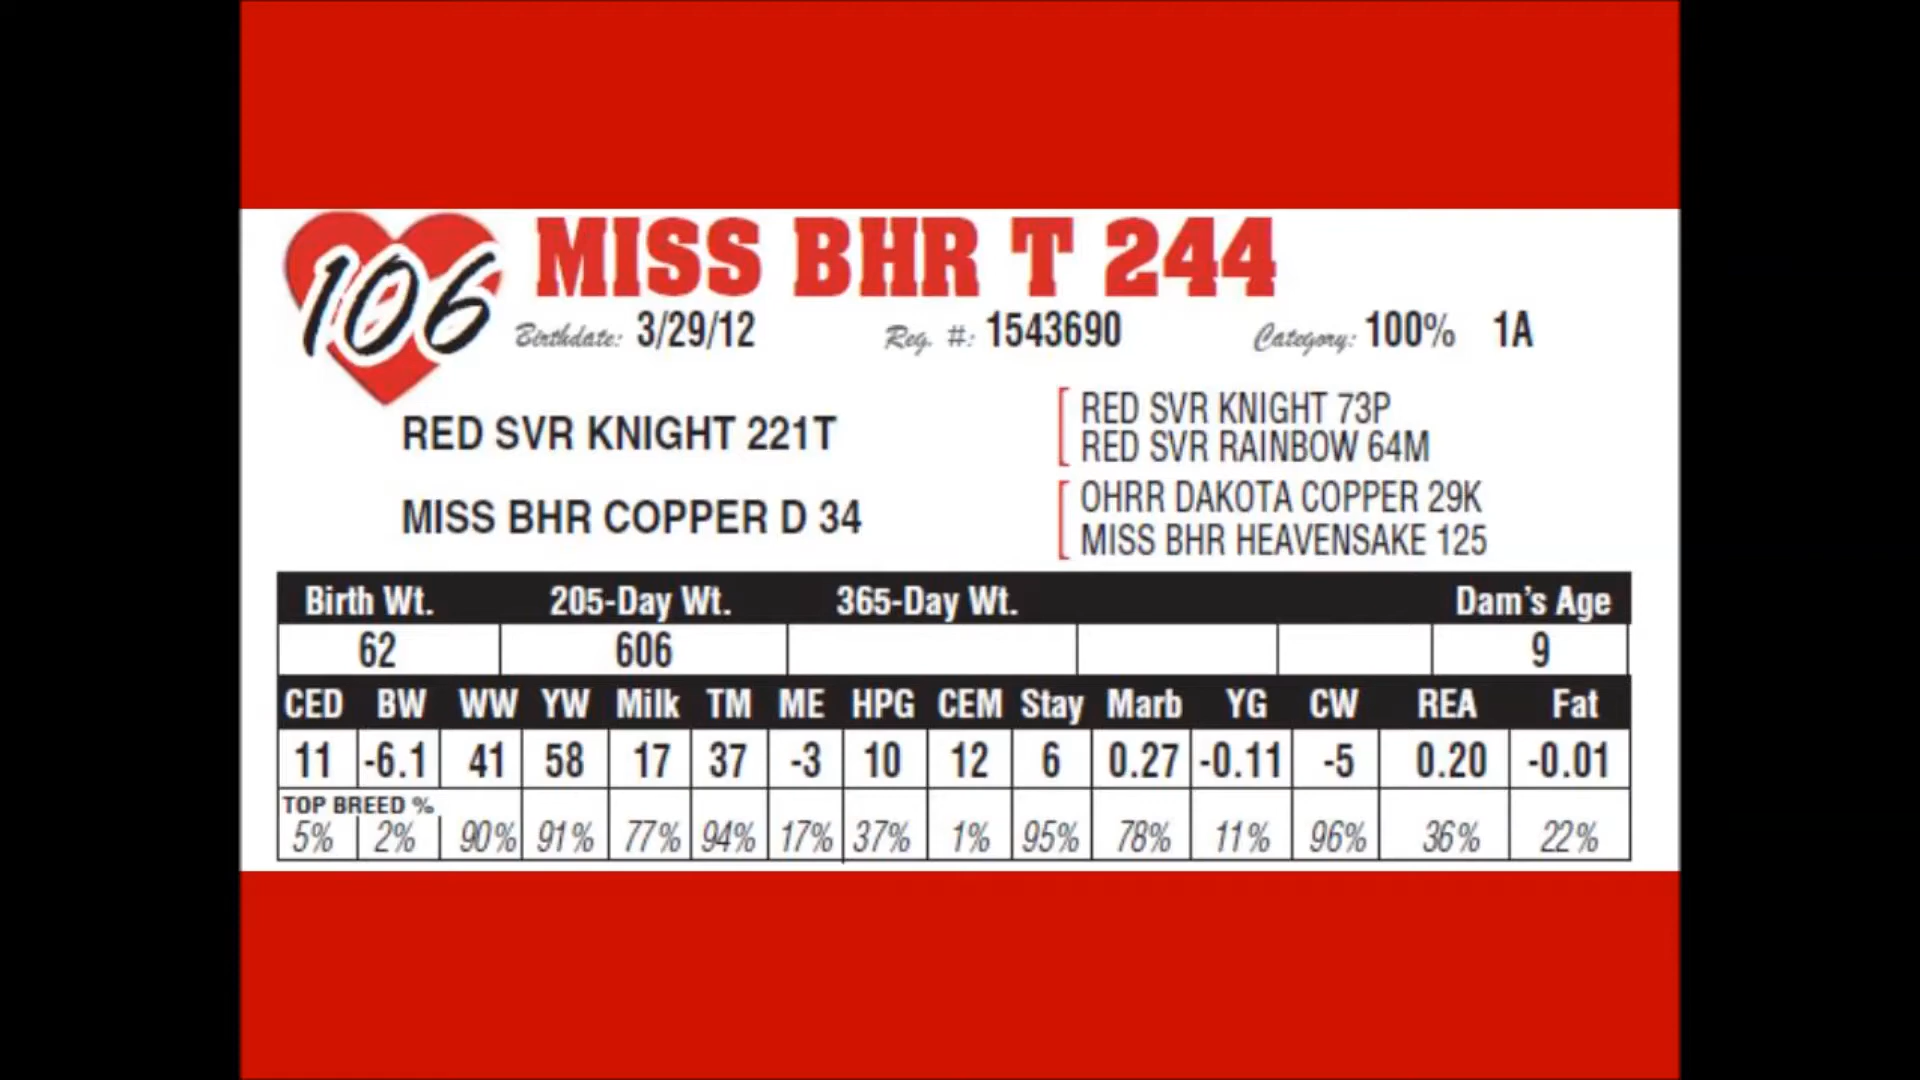 106 MISS BHR T 244
Birthdate: 3/29/12 Reg. #: 1543690 Category: 100% 1A
RED SVR KNIGHT 221T
RED SVR KNIGHT 73P
RED SVR RAINBOW 64M
MISS BHR COPPER D 34
OHRR DAKOTA COPPER 29K
MISS BHR HEAVENSAKE 125
Birth Wt. 205-Day Wt. 365-Day Wt. Dam's Age
62 606 9
CED BW WW YW Milk TM ME HPG CEM Stay Marb YG CW REA Fat
11 -6.1 41 58 17 37 -3 10 12 6 0.27 -0.11 -5 0.20 -0.01
TOP BREED %
5% 2% 90% 91% 77% 94% 17% 37% 1% 95% 78% 11% 96% 36% 22%